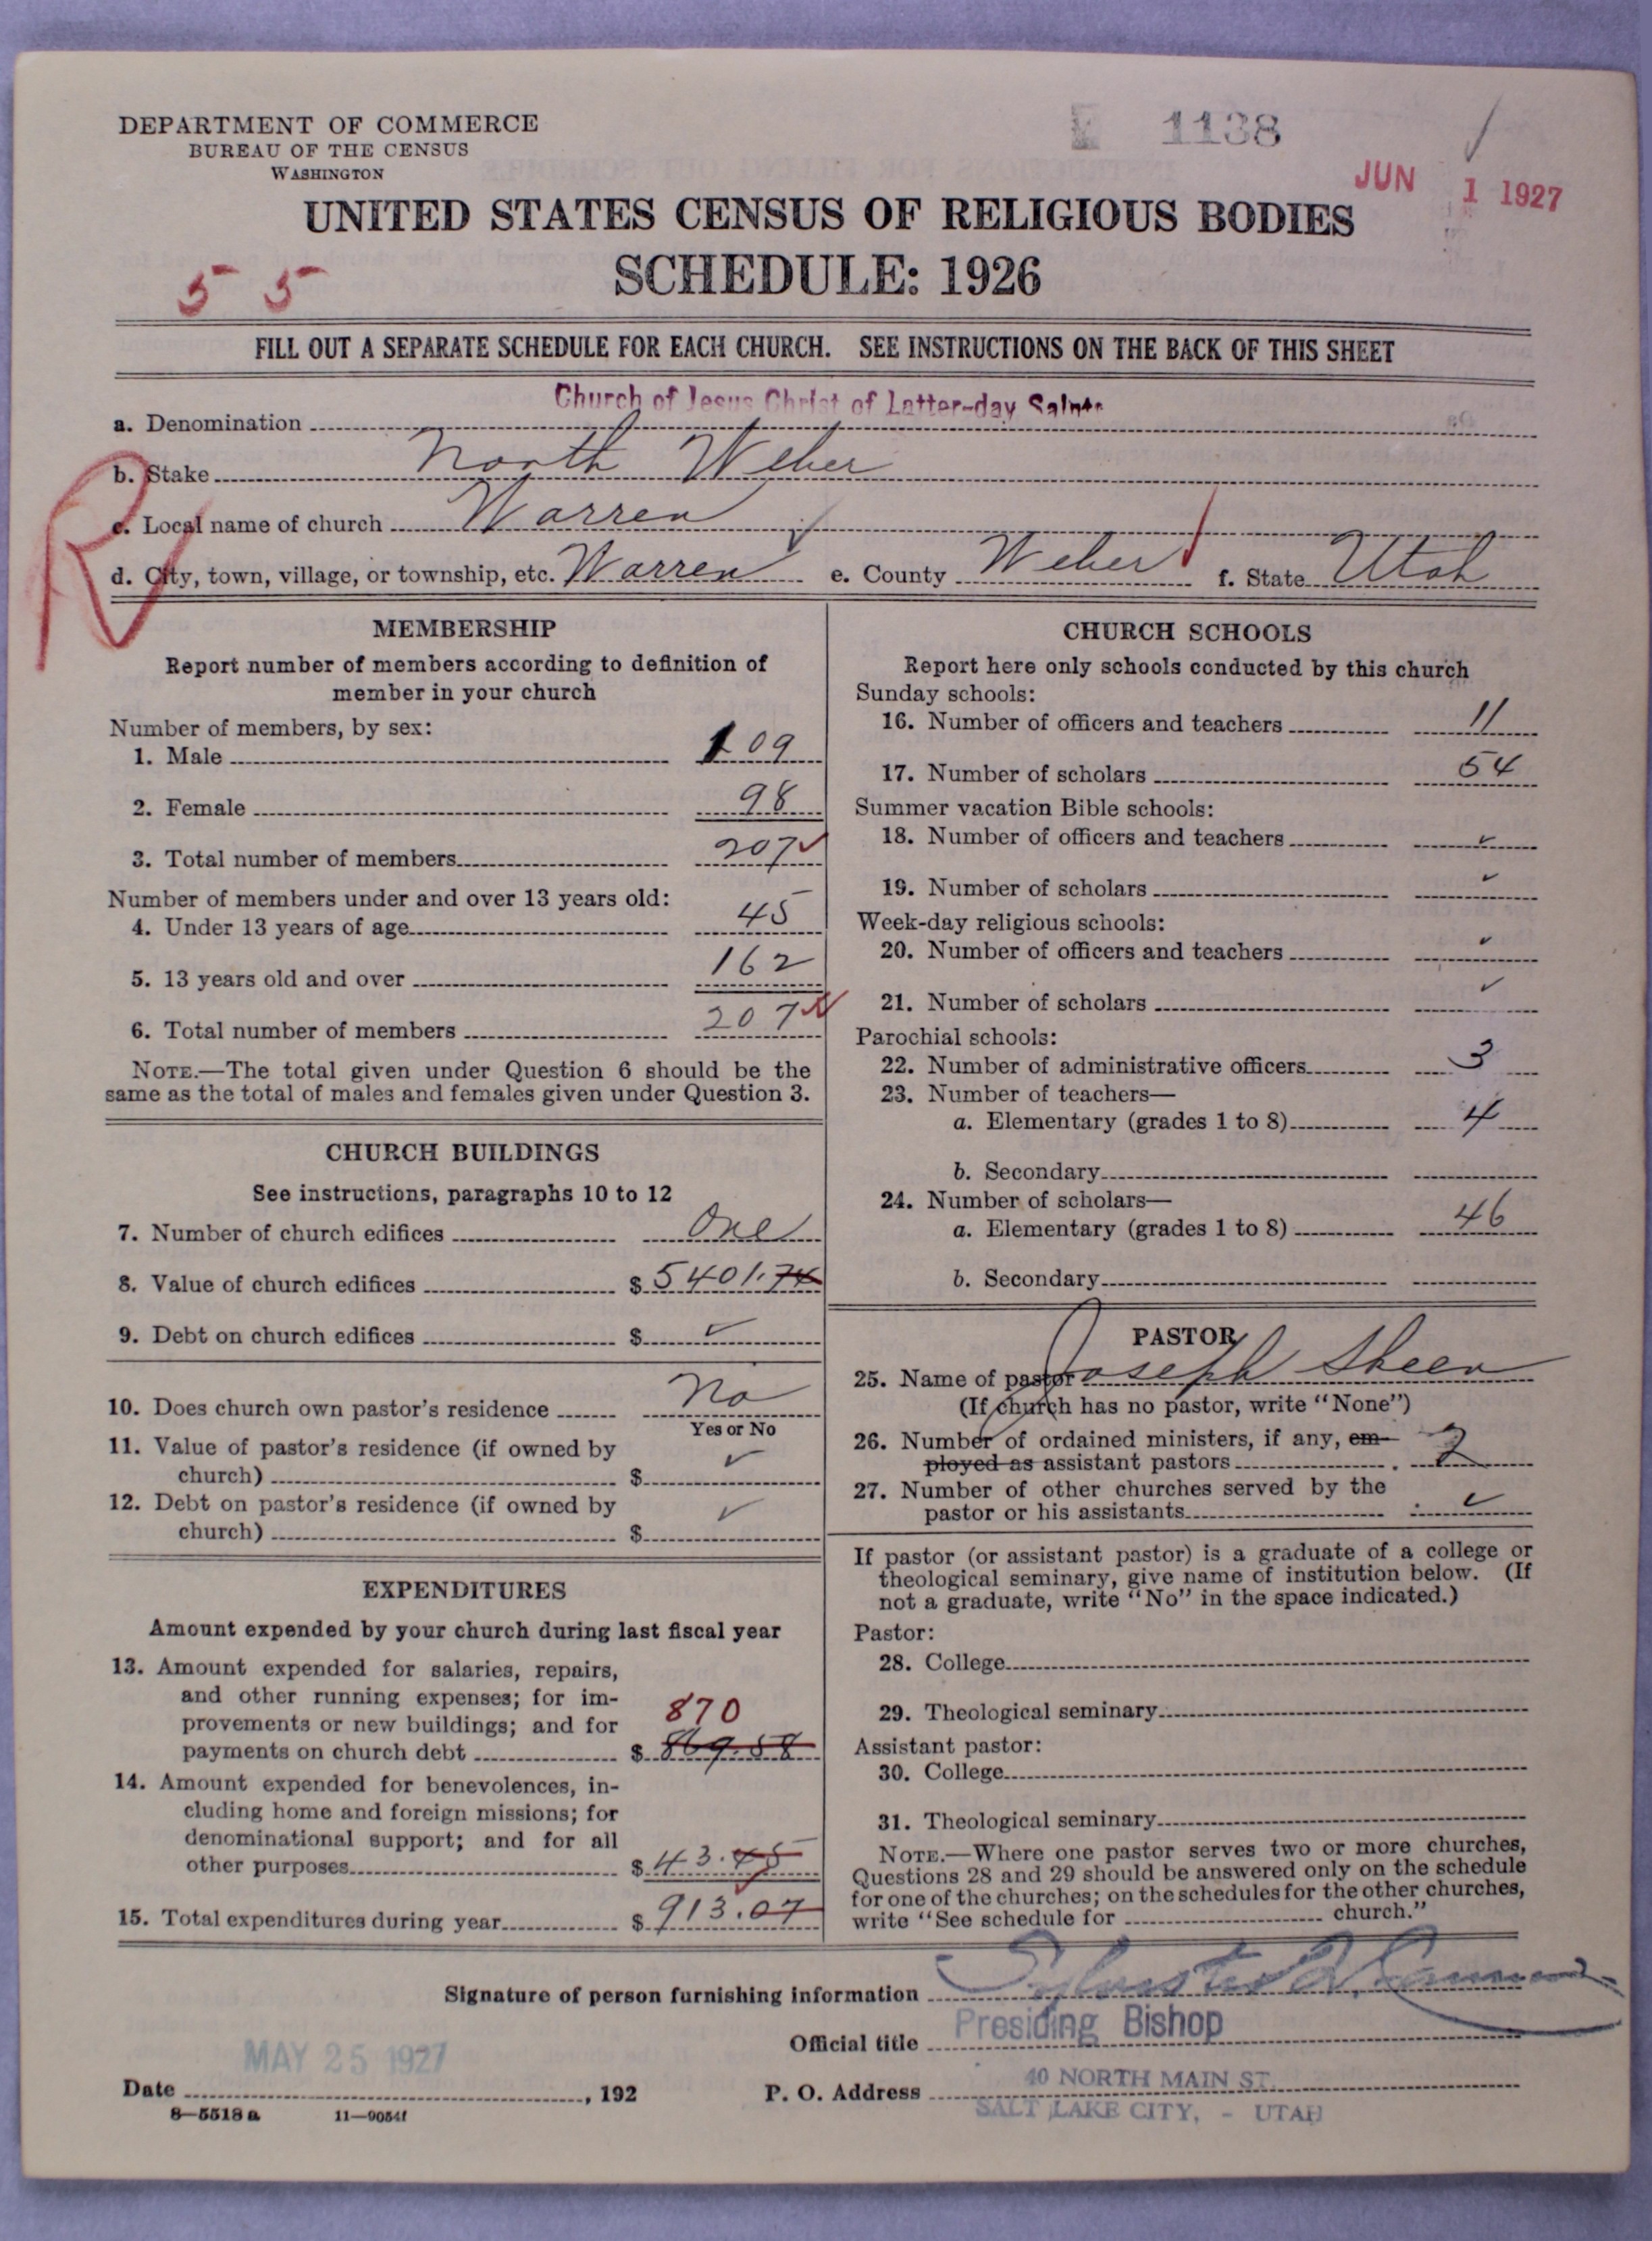 DEPARTMENT OF COMMERCE
BUREAU OF THE CENSUS
WASHINGTON
1138
JUN 1 1927
UNITED STATES CENSUS OF RELIGIOUS BODIES
SCHEDULE: 1926
5 5
FILL OUT A SEPARATE SCHEDULE FOR EACH CHURCH. SEE INSTRUCTIONS ON THE BACK OF THIS SHEET
a. Denomination Church of Jesus Christ of Latter-day Saints
b. Stake North Weber
c. Local name of church Warren
d. City, town, village, or township, etc. Warren e. County Weber f. State Utah
R
MEMBERSHIP
Report number of members according to definition of
member in your church
Number of members, by sex:
1. Male 109
2. Female 98
3. Total number of members 207
Number of members under and over 13 years old:
4. Under 13 years of age 45
5. 13 years old and over 162
6. Total number of members 207
NOTE.—The total given under Question 6 should be the
same as the total of males and females given under Question 3.
CHURCH BUILDINGS
See instructions, paragraphs 10 to 12
7. Number of church edifices One
8. Value of church edifices $ 5401.74
9. Debt on church edifices $ ✓
10. Does church own pastor's residence No
Yes or No
11. Value of pastor's residence (if owned by
church) $ ✓
12. Debt on pastor's residence (if owned by
church) $ ✓
EXPENDITURES
Amount expended by your church during last fiscal year
13. Amount expended for salaries, repairs,
and other running expenses; for im-
provements or new buildings; and for 870
payments on church debt $ 869.58
14. Amount expended for benevolences, in-
cluding home and foreign missions; for
denominational support; and for all
other purposes $ 43.45
15. Total expenditures during year $ 913.07
CHURCH SCHOOLS
Report here only schools conducted by this church
Sunday schools:
16. Number of officers and teachers 11
17. Number of scholars 54
Summer vacation Bible schools:
18. Number of officers and teachers ✓
19. Number of scholars ✓
Week-day religious schools:
20. Number of officers and teachers ✓
21. Number of scholars ✓
Parochial schools:
22. Number of administrative officers 3
23. Number of teachers—
a. Elementary (grades 1 to 8) 4
b. Secondary
24. Number of scholars—
a. Elementary (grades 1 to 8) 46
b. Secondary
PASTOR
25. Name of pastor Joseph Skeen
(If church has no pastor, write "None")
26. Number of ordained ministers, if any, em-
ployed as assistant pastors 2
27. Number of other churches served by the
pastor or his assistants ✓
If pastor (or assistant pastor) is a graduate of a college or
theological seminary, give name of institution below. (If
not a graduate, write "No" in the space indicated.)
Pastor:
28. College
29. Theological seminary
Assistant pastor:
30. College
31. Theological seminary
NOTE.—Where one pastor serves two or more churches,
Questions 28 and 29 should be answered only on the schedule
for one of the churches; on the schedules for the other churches,
write "See schedule for church."
Signature of person furnishing information Sylvester Q. Cannon
Official title Presiding Bishop
MAY 25 1927
Date , 192
P. O. Address 40 NORTH MAIN ST.
SALT LAKE CITY, - UTAH
8—5518 a 11—9054f